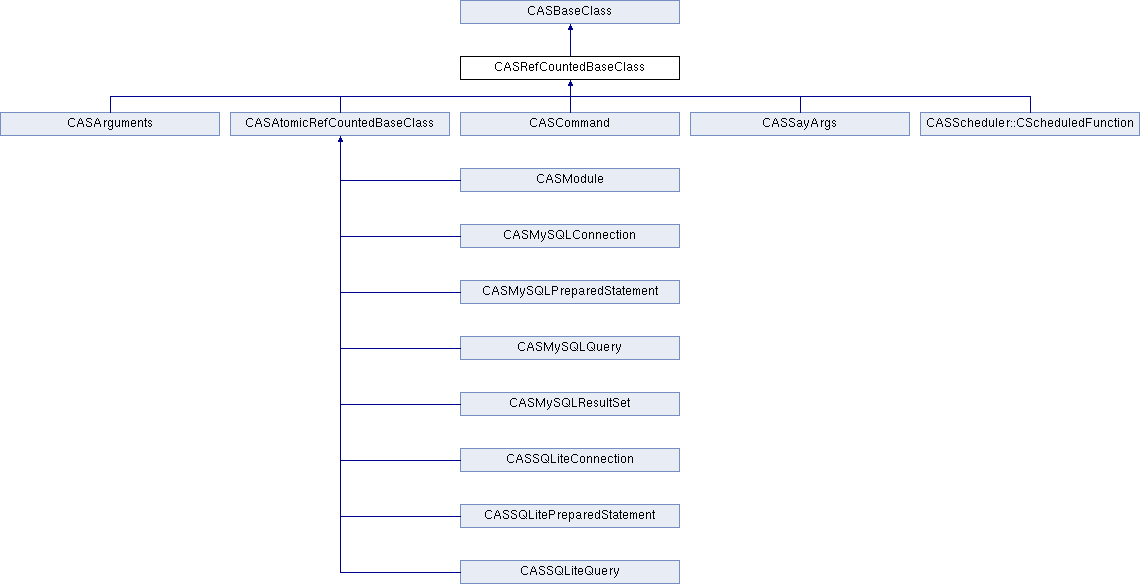 CASBaseClass
CASRefCountedBaseClass
CASArguments
CASAtomicRefCountedBaseClass
CASCommand
CASSayArgs
CASScheduler::CScheduledFunction
CASModule
CASMySQLConnection
CASMySQLPreparedStatement
CASMySQLQuery
CASMySQLResultSet
CASSQLiteConnection
CASSQLitePreparedStatement
CASSQLiteQuery